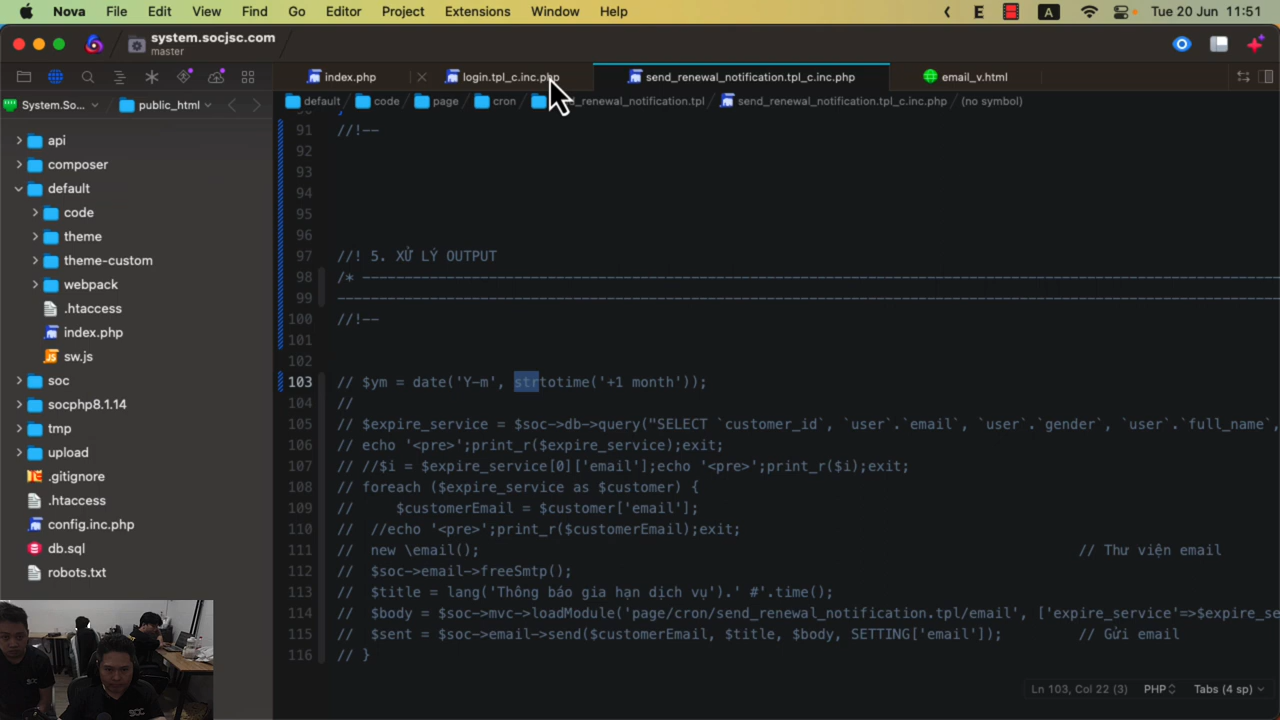 Nova File Edit View Find Go Editor Project Extensions Window Help E A Tue 20 Jun 11:51
system.socjsc.com
master
index.php login.tpl_c.inc.php send_renewal_notification.tpl_c.inc.php email_v.html
System.So... public_html
default code page cron d_renewal_notification.tpl send_renewal_notification.tpl_c.inc.php (no symbol)
api
composer
default
code
theme
theme-custom
webpack
.htaccess
index.php
sw.js
soc
socphp8.1.14
tmp
upload
.gitignore
.htaccess
config.inc.php
db.sql
robots.txt
91 //!--
92
93
94
95
96
97 //! 5. XỬ LÝ OUTPUT
98 /* ----------------------------------------------------------------
99 ----------------------------------------------------------------
100 //!--
101
102
103 // $ym = date('Y-m', strtotime('+1 month'));
104 //
105 // $expire_service = $soc->db->query("SELECT `customer_id`, `user`.`email`, `user`.`gender`, `user`.`full_name`,
106 // echo '<pre>';print_r($expire_service);exit;
107 // //$i = $expire_service[0]['email'];echo '<pre>';print_r($i);exit;
108 // foreach ($expire_service as $customer) {
109 // $customerEmail = $customer['email'];
110 // //echo '<pre>';print_r($customerEmail);exit;
111 // new \email(); // Thư viện email
112 // $soc->email->freeSmtp();
113 // $title = lang('Thông báo gia hạn dịch vụ').' #'.time();
114 // $body = $soc->mvc->loadModule('page/cron/send_renewal_notification.tpl/email', ['expire_service'=>$expire_se
115 // $sent = $soc->email->send($customerEmail, $title, $body, SETTING['email']); // Gửi email
116 // }
Ln 103, Col 22 (3) PHP Tabs (4 sp)